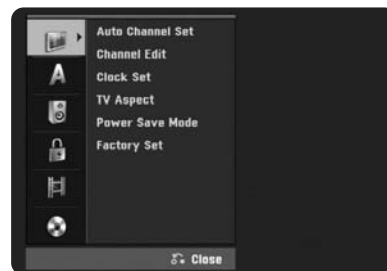 Auto Channel Set
Channel Edit
A
Clock Set
TV Aspect
Power Save Mode
Factory Set
Close